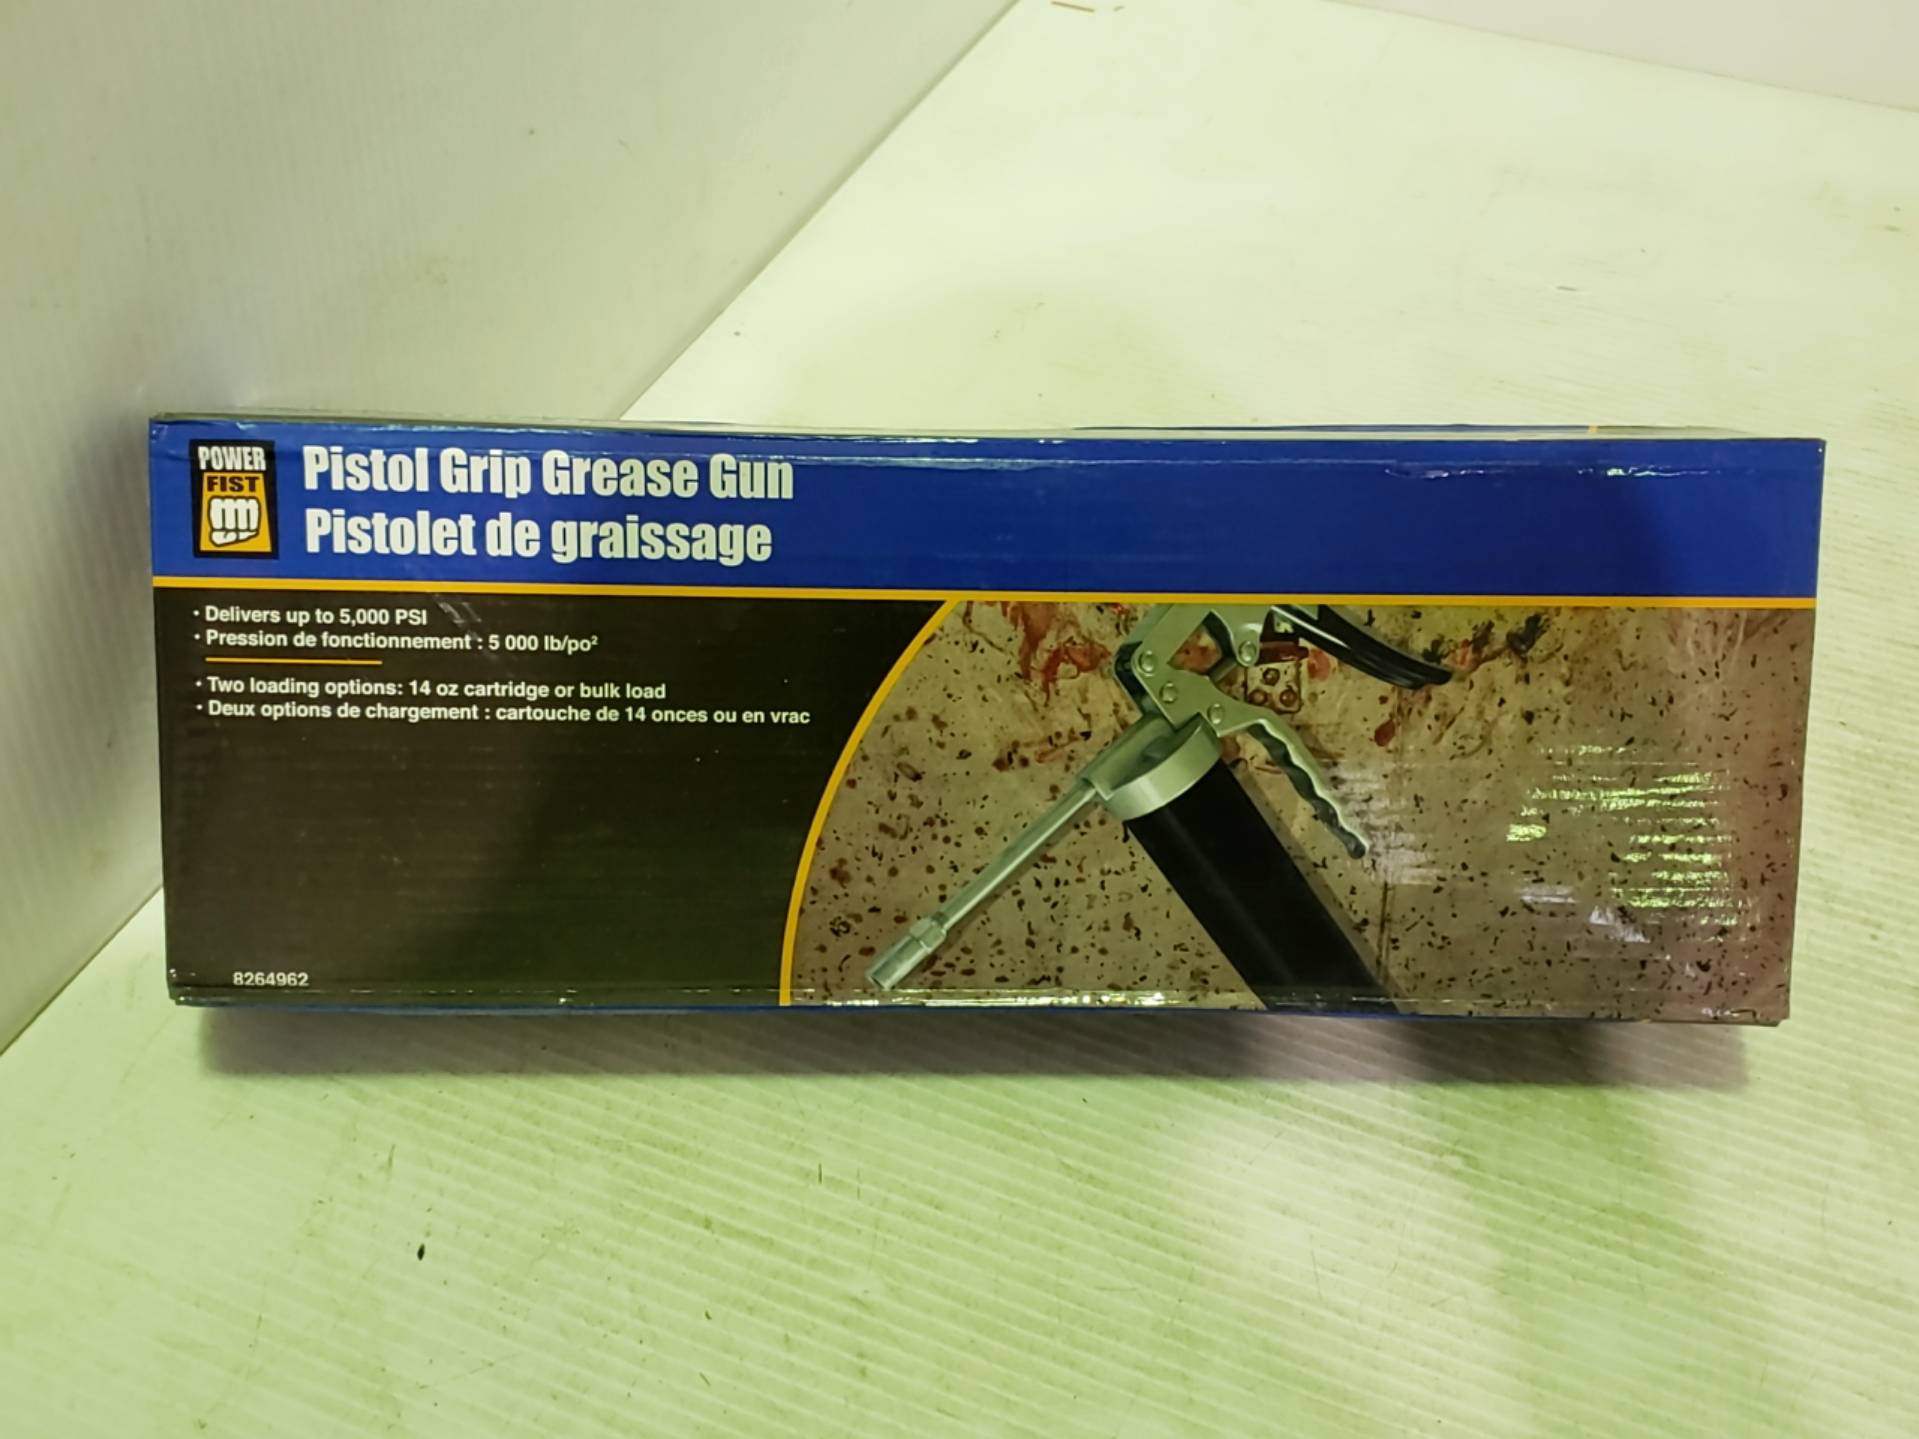 POWER
FIST
Pistol Grip Grease Gun
Pistolet de graissage
• Delivers up to 5,000 PSI
• Pression de fonctionnement : 5 000 lb/po²
• Two loading options: 14 oz cartridge or bulk load
• Deux options de chargement : cartouche de 14 onces ou en vrac
8264962